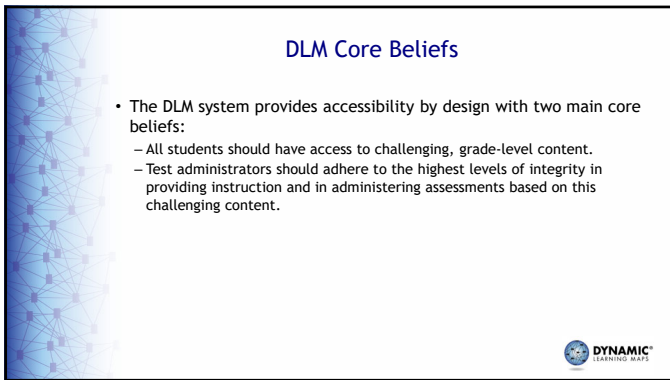 DLM Core Beliefs
• The DLM system provides accessibility by design with two main core
beliefs:
– All students should have access to challenging, grade-level content.
– Test administrators should adhere to the highest levels of integrity in
providing instruction and in administering assessments based on this
challenging content.
DYNAMIC®
LEARNING MAPS